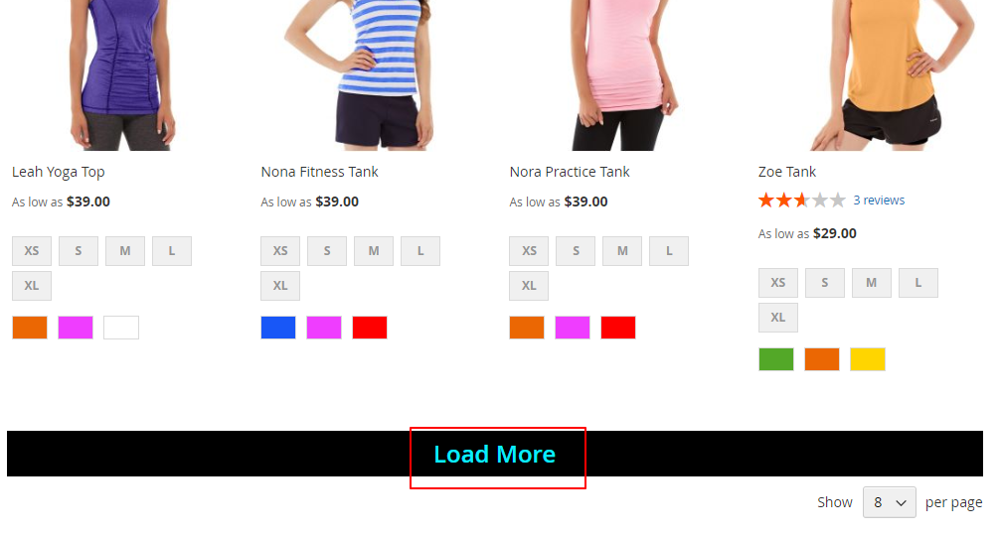 Leah Yoga Top
As low as $39.00
XS S M L
XL
Nona Fitness Tank
As low as $39.00
XS S M L
XL
Nora Practice Tank
As low as $39.00
XS S M L
XL
Zoe Tank
3 reviews
As low as $29.00
XS S M L
XL
Load More
Show 8 per page